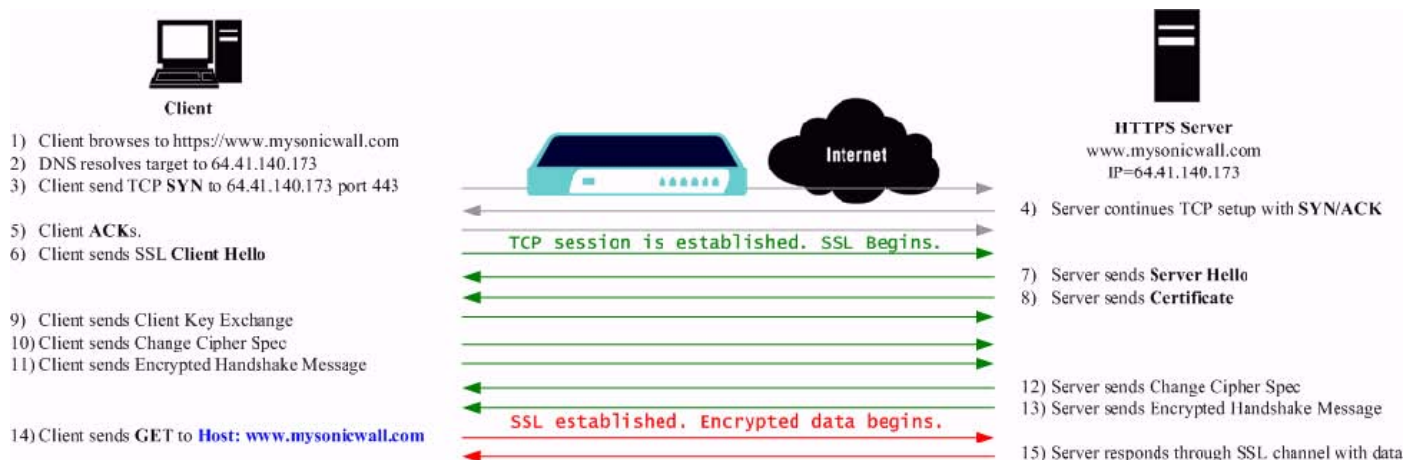 Client
1) Client browses to https://www.mysonicwall.com
2) DNS resolves target to 64.41.140.173
3) Client send TCP SYN to 64.41.140.173 port 443
Internet
HTTPS Server
www.mysonicwall.com
IP=64.41.140.173
4) Server continues TCP setup with SYN/ACK
5) Client ACKs.
TCP session is established. SSL Begins.
6) Client sends SSL Client Hello
7) Server sends Server Hello
8) Server sends Certificate
9) Client sends Client Key Exchange
10) Client sends Change Cipher Spec
11) Client sends Encrypted Handshake Message
12) Server sends Change Cipher Spec
13) Server sends Encrypted Handshake Message
SSL established. Encrypted data begins.
14) Client sends GET to Host: www.mysonicwall.com
15) Server responds through SSL channel with data